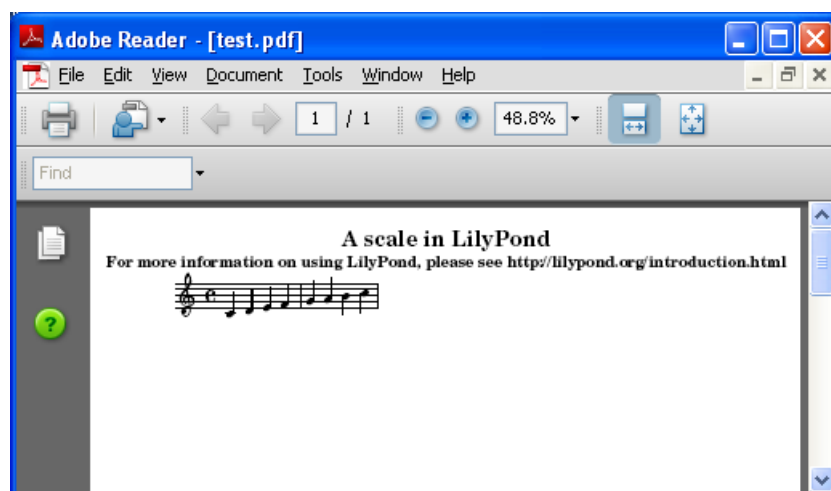 Adobe Reader - [test.pdf]
File Edit View Document Tools Window Help
1 / 1 48.8%
Find
A scale in LilyPond
For more information on using LilyPond, please see http://lilypond.org/introduction.html